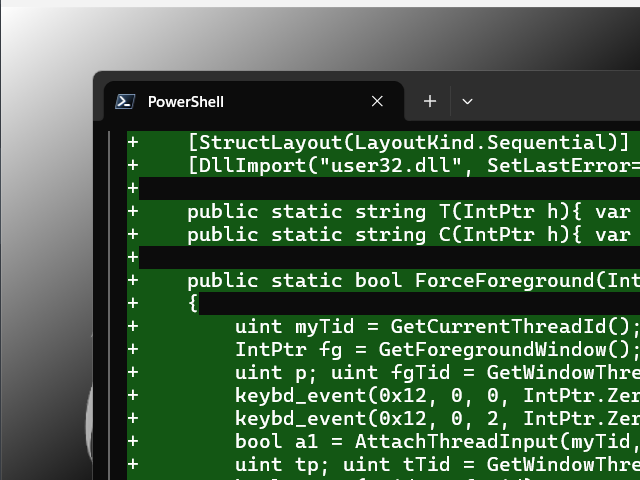 PowerShell
+    [StructLayout(LayoutKind.Sequential)]
+    [DllImport("user32.dll", SetLastError=
+
+    public static string T(IntPtr h){ var
+    public static string C(IntPtr h){ var
+
+    public static bool ForceForeground(Int
+    {
+        uint myTid = GetCurrentThreadId();
+        IntPtr fg = GetForegroundWindow();
+        uint p; uint fgTid = GetWindowThre
+        keybd_event(0x12, 0, 0, IntPtr.Zer
+        keybd_event(0x12, 0, 2, IntPtr.Zer
+        bool a1 = AttachThreadInput(myTid,
+        uint tp; uint tTid = GetWindowThre